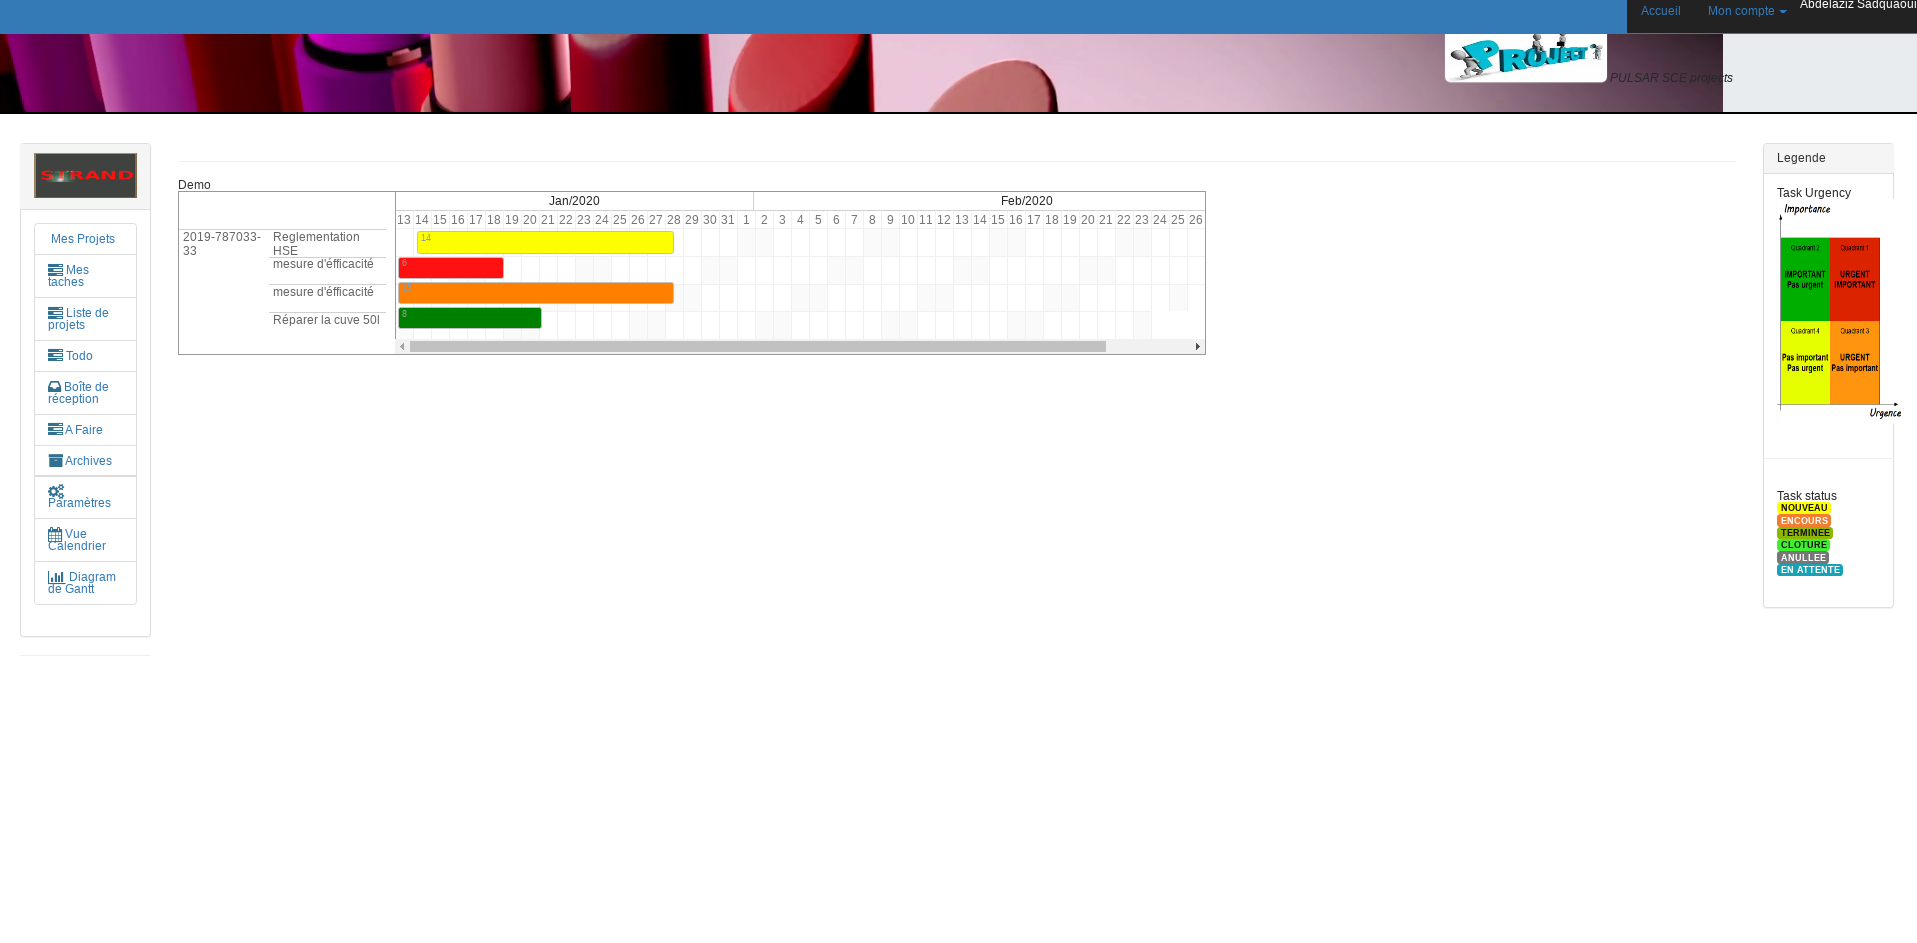 Accueil
Mon compte
Abdelaziz Sadquaoui
PROJECT
PULSAR SCE projects
STRAND
Mes Projets
Mes
taches
Liste de
projets
Todo
Boîte de
réception
A Faire
Archives
Paramètres
Vue
Calendrier
Diagram
de Gantt
Demo
Jan/2020 Feb/2020
13 14 15 16 17 18 19 20 21 22 23 24 25 26 27 28 29 30 31 1 2 3 4 5 6 7 8 9 10 11 12 13 14 15 16 17 18 19 20 21 22 23 24 25 26
2019-787033-
33
Reglementation
HSE
14
mesure d'éfficacité
6
mesure d'éfficacité
Réparer la cuve 50l
8
Legende
Task Urgency
Importance
Quadrant 2 Quadrant 1
IMPORTANT URGENT
Pas urgent IMPORTANT
Quadrant 4 Quadrant 3
Pas important URGENT
Pas urgent Pas important
Urgence
Task status
NOUVEAU
ENCOURS
TERMINEE
CLOTURE
ANULLEE
EN ATTENTE